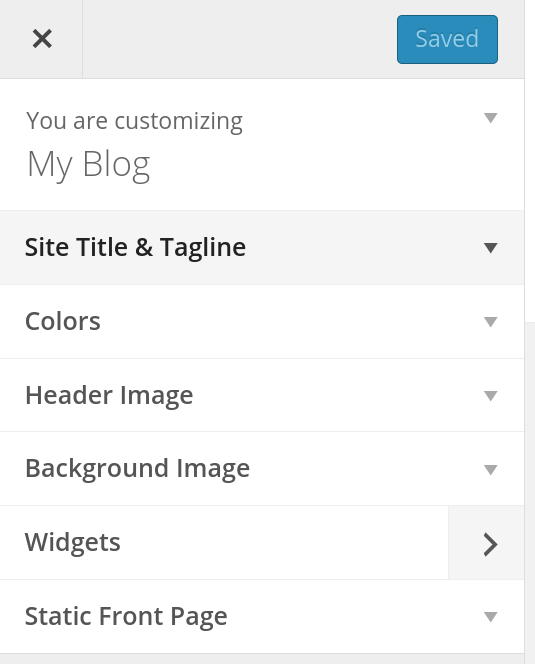 Saved
You are customizing
My Blog
Site Title & Tagline
Colors
Header Image
Background Image
Widgets
Static Front Page